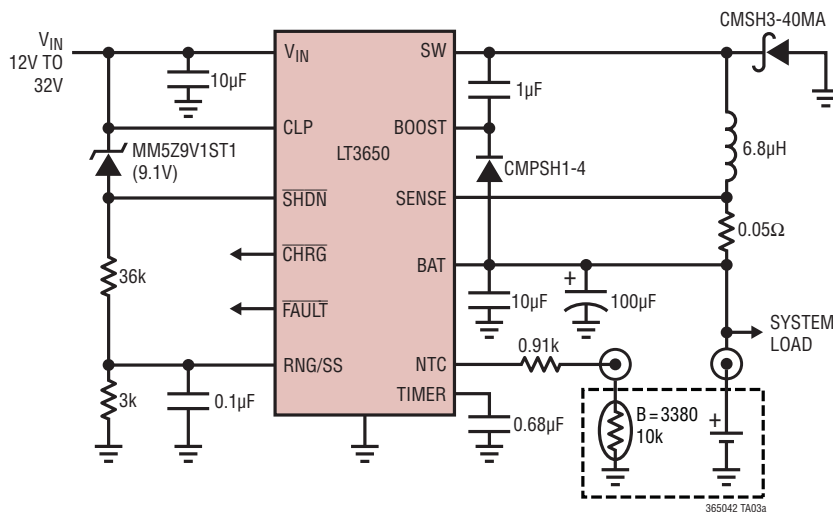 V_IN
12V TO
32V
10µF
MM5Z9V1ST1
(9.1V)
36k
3k
0.1µF
V_IN
CLP
SHDN
CHRG
FAULT
RNG/SS
LT3650
SW
BOOST
SENSE
BAT
NTC
TIMER
CMSH3-40MA
1µF
CMPSH1-4
6.8µH
0.05Ω
10µF
+
100µF
SYSTEM
LOAD
0.91k
0.68µF
B = 3380
10k
+
365042 TA03a